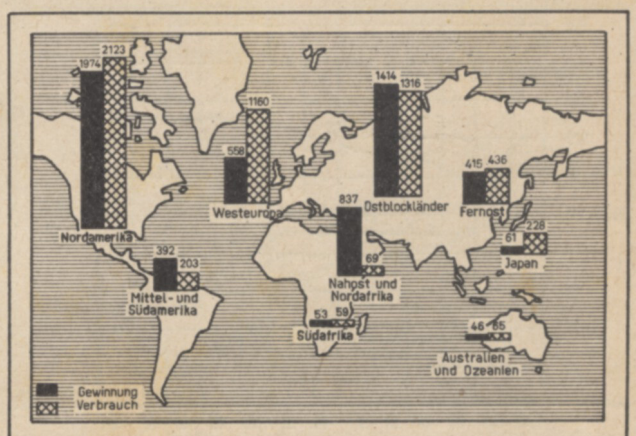 1974
2123
Nordamerika
558
1160
Westeuropa
1414
1316
Ostblockländer
415
436
Fernost
61
228
Japan
392
203
Mittel- und
Südamerika
837
69
Nahost und
Nordafrika
53
59
Südafrika
46
85
Australien
und Ozeanien
Gewinnung
Verbrauch